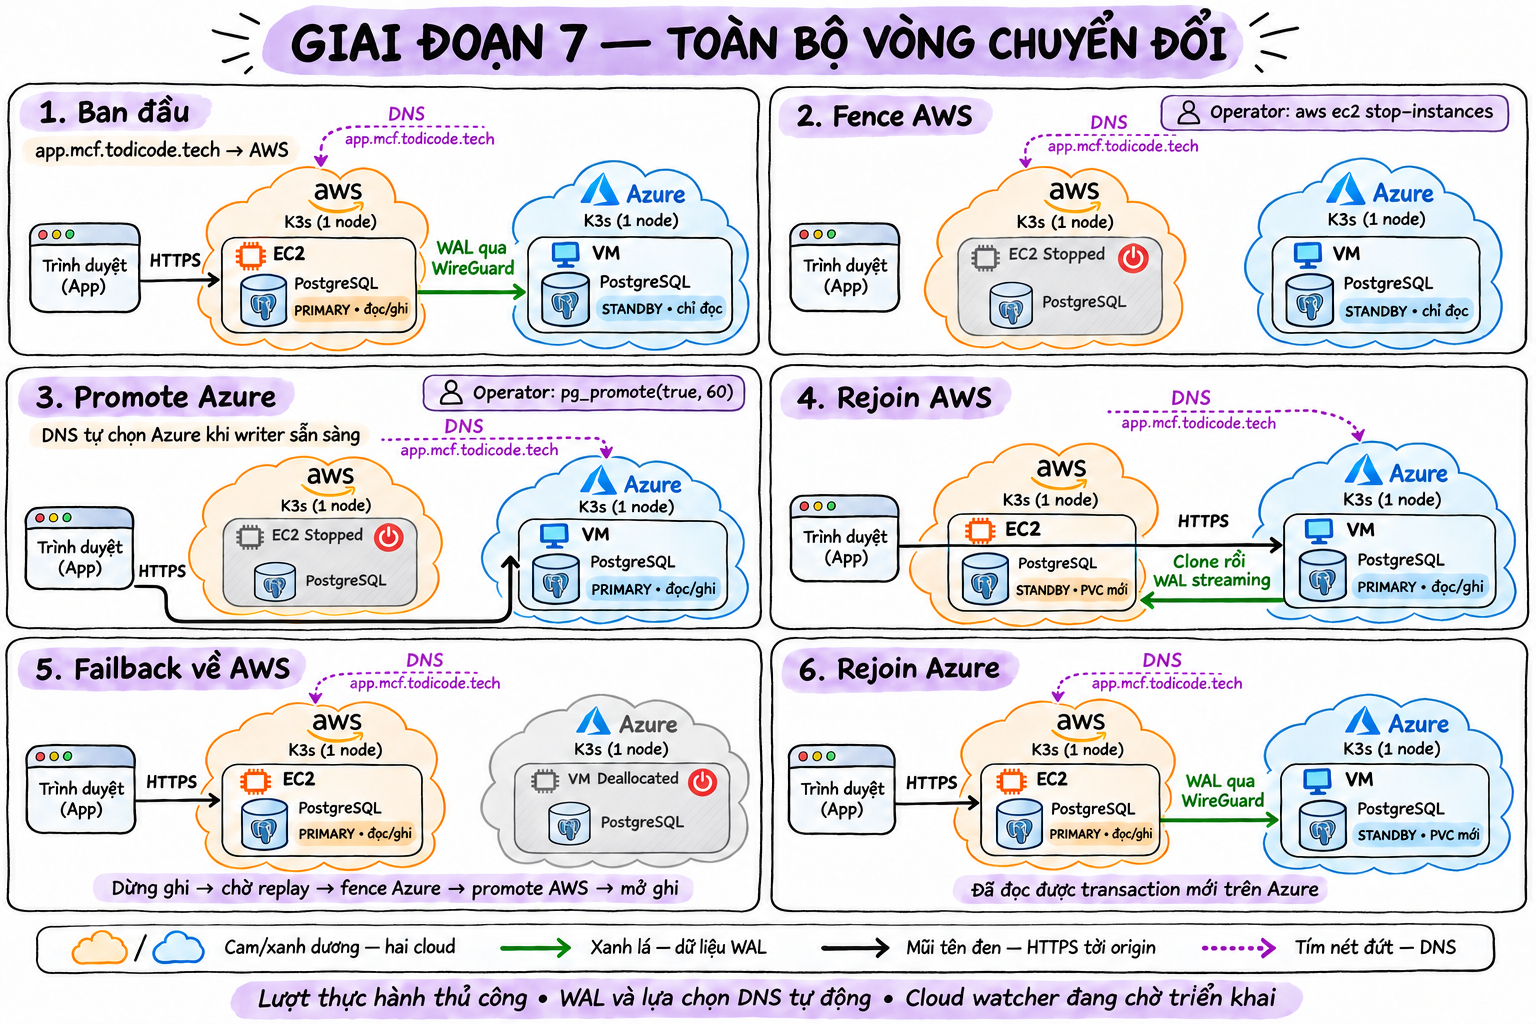 GIAI ĐOẠN 7 — TOÀN BỘ VÒNG CHUYỂN ĐỔI
1. Ban đầu
app.mcf.todicode.tech → AWS
DNS
app.mcf.todicode.tech
Trình duyệt
(App)
HTTPS
aws
K3s (1 node)
EC2
PostgreSQL
PRIMARY • đọc/ghi
WAL qua
WireGuard
Azure
K3s (1 node)
VM
PostgreSQL
STANDBY • chỉ đọc
2. Fence AWS
Operator: aws ec2 stop-instances
DNS
app.mcf.todicode.tech
Trình duyệt
(App)
aws
K3s (1 node)
EC2 Stopped
PostgreSQL
Azure
K3s (1 node)
VM
PostgreSQL
STANDBY • chỉ đọc
3. Promote Azure
Operator: pg_promote(true, 60)
DNS tự chọn Azure khi writer sẵn sàng
DNS
app.mcf.todicode.tech
Trình duyệt
(App)
HTTPS
aws
K3s (1 node)
EC2 Stopped
PostgreSQL
Azure
K3s (1 node)
VM
PostgreSQL
PRIMARY • đọc/ghi
4. Rejoin AWS
DNS
app.mcf.todicode.tech
Trình duyệt
(App)
aws
K3s (1 node)
EC2
PostgreSQL
STANDBY • PVC mới
HTTPS
Clone rồi
WAL streaming
Azure
K3s (1 node)
VM
PostgreSQL
PRIMARY • đọc/ghi
5. Failback về AWS
DNS
app.mcf.todicode.tech
Trình duyệt
(App)
HTTPS
aws
K3s (1 node)
EC2
PostgreSQL
PRIMARY • đọc/ghi
Azure
K3s (1 node)
VM Deallocated
PostgreSQL
Dừng ghi → chờ replay → fence Azure → promote AWS → mở ghi
6. Rejoin Azure
DNS
app.mcf.todicode.tech
Trình duyệt
(App)
HTTPS
aws
K3s (1 node)
EC2
PostgreSQL
PRIMARY • đọc/ghi
WAL qua
WireGuard
Azure
K3s (1 node)
VM
PostgreSQL
STANDBY • PVC mới
Đã đọc được transaction mới trên Azure
/ Cam/xanh dương — hai cloud
Xanh lá — dữ liệu WAL
Mũi tên đen — HTTPS tới origin
Tím nét đứt — DNS
Lượt thực hành thủ công • WAL và lựa chọn DNS tự động • Cloud watcher đang chờ triển khai